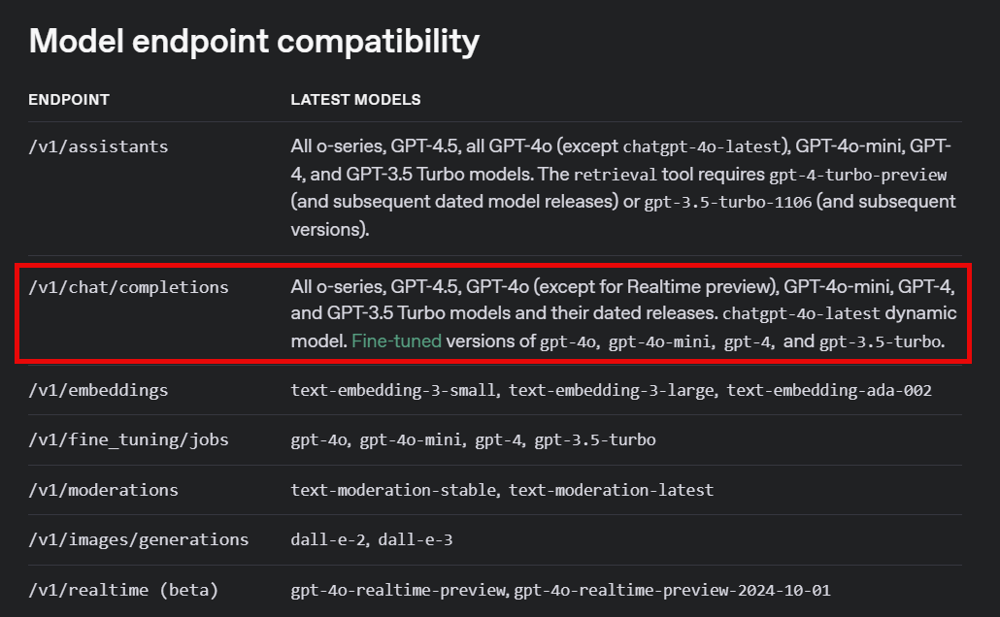 Model endpoint compatibility
ENDPOINT LATEST MODELS
/v1/assistants All o-series, GPT-4.5, all GPT-4o (except chatgpt-4o-latest), GPT-4o-mini, GPT-
4, and GPT-3.5 Turbo models. The retrieval tool requires gpt-4-turbo-preview
(and subsequent dated model releases) or gpt-3.5-turbo-1106 (and subsequent
versions).
/v1/chat/completions All o-series, GPT-4.5, GPT-4o (except for Realtime preview), GPT-4o-mini, GPT-4,
and GPT-3.5 Turbo models and their dated releases. chatgpt-4o-latest dynamic
model. Fine-tuned versions of gpt-4o, gpt-4o-mini, gpt-4, and gpt-3.5-turbo.
/v1/embeddings text-embedding-3-small, text-embedding-3-large, text-embedding-ada-002
/v1/fine_tuning/jobs gpt-4o, gpt-4o-mini, gpt-4, gpt-3.5-turbo
/v1/moderations text-moderation-stable, text-moderation-latest
/v1/images/generations dall-e-2, dall-e-3
/v1/realtime (beta) gpt-4o-realtime-preview, gpt-4o-realtime-preview-2024-10-01